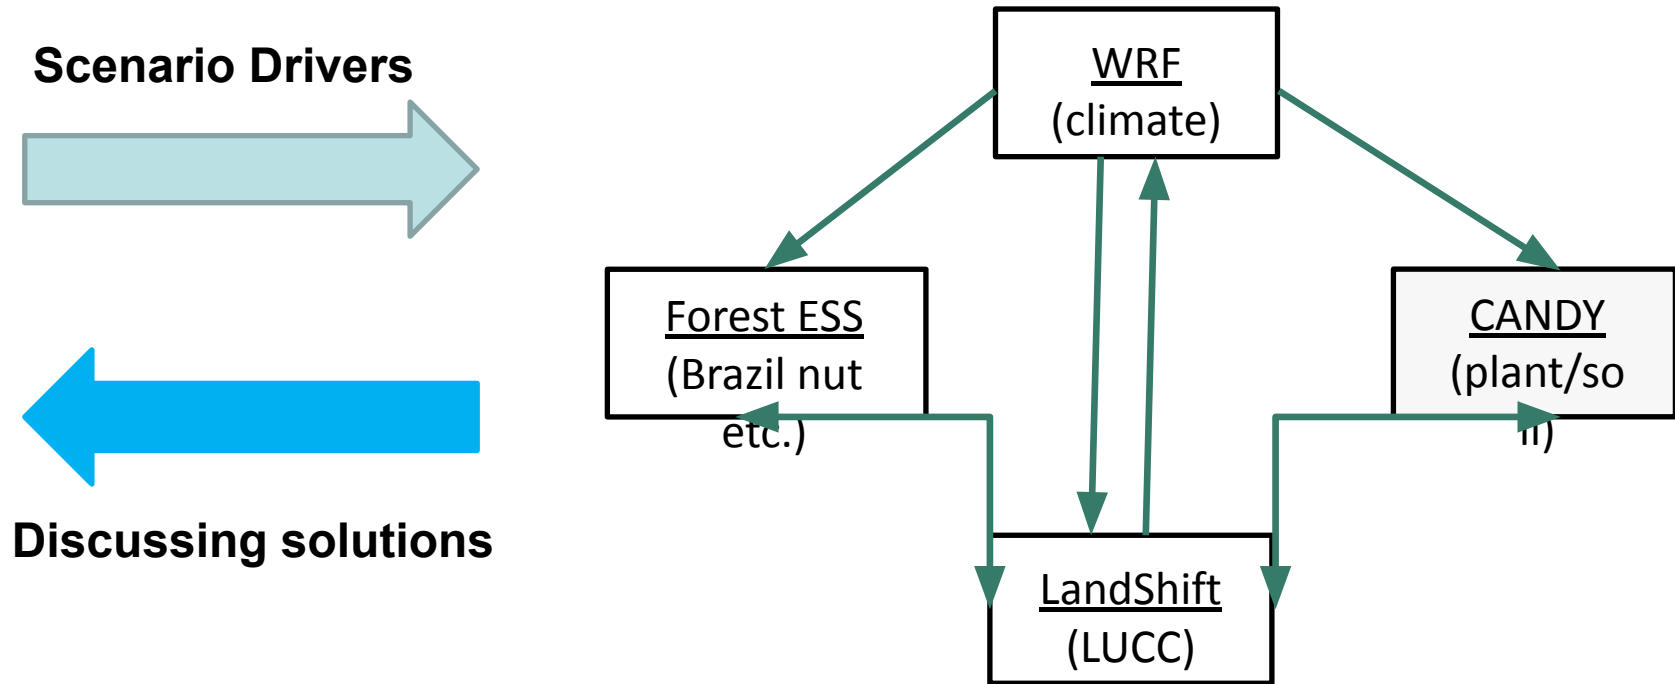 Scenario Drivers
Discussing solutions
WRF
(climate)
Forest ESS
(Brazil nut
etc.)
CANDY
(plant/so
il)
LandShift
(LUCC)